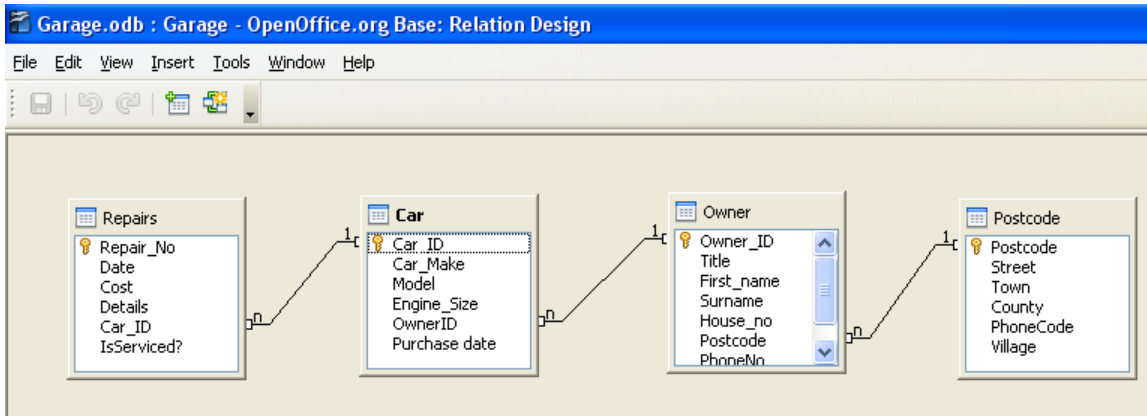 Garage.odb : Garage - OpenOffice.org Base: Relation Design
File Edit View Insert Tools Window Help
Repairs
Repair_No
Date
Cost
Details
Car_ID
IsServiced?
n
1
Car
Car_ID
Car_Make
Model
Engine_Size
OwnerID
Purchase date
n
1
Owner
Owner_ID
Title
First_name
Surname
House_no
Postcode
PhoneNo
n
1
Postcode
Postcode
Street
Town
County
PhoneCode
Village